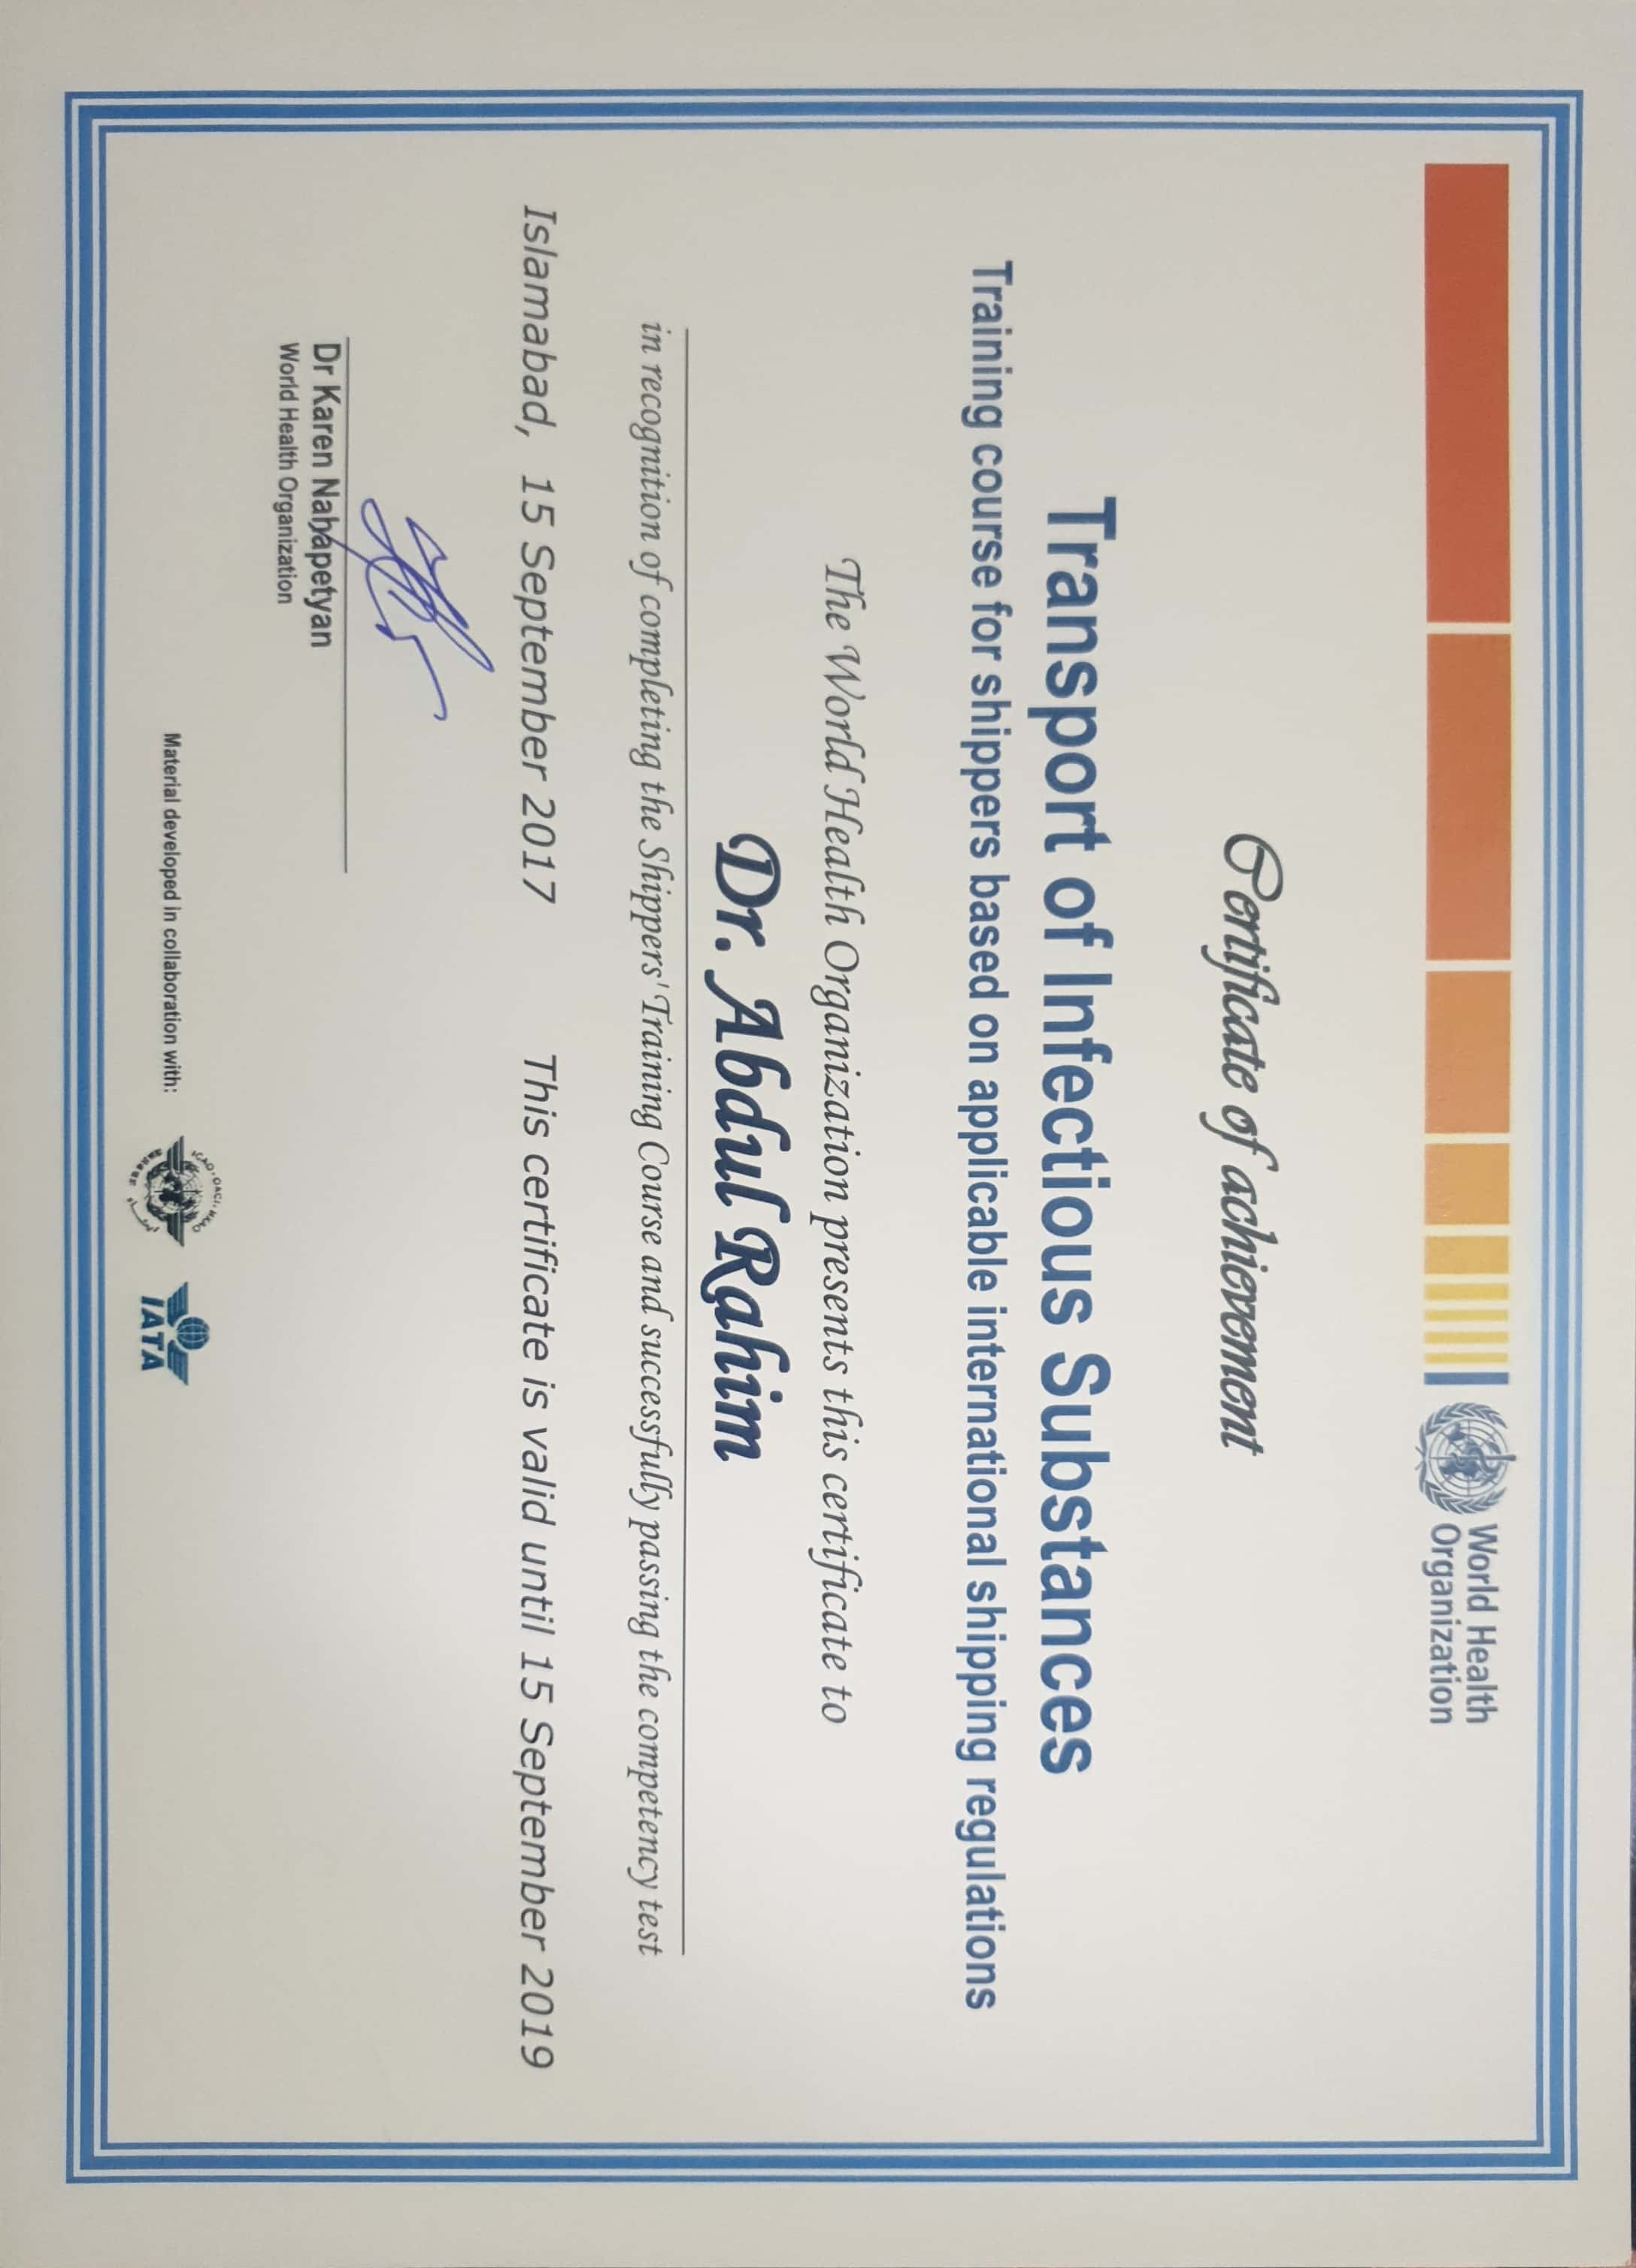 World Health
Organization
Certificate of achievement
Transport of Infectious Substances
Training course for shippers based on applicable international shipping regulations
The World Health Organization presents this certificate to
Dr. Abdul Rahim
in recognition of completing the Shippers' Training Course and successfully passing the competency test
Islamabad, 15 September 2017 This certificate is valid until 15 September 2019
Dr Karen Nahapetyan
World Health Organization
Material developed in collaboration with:
IATA